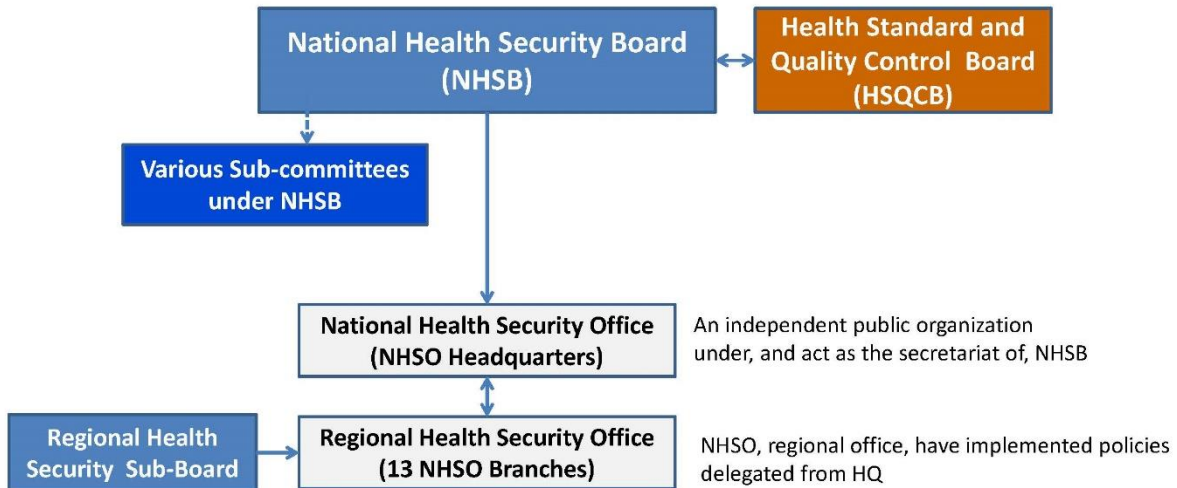 National Health Security Board
(NHSB)
Health Standard and
Quality Control Board
(HSQCB)
Various Sub-committees
under NHSB
National Health Security Office
(NHSO Headquarters)
An independent public organization
under, and act as the secretariat of, NHSB
Regional Health
Security Sub-Board
Regional Health Security Office
(13 NHSO Branches)
NHSO, regional office, have implemented policies
delegated from HQ